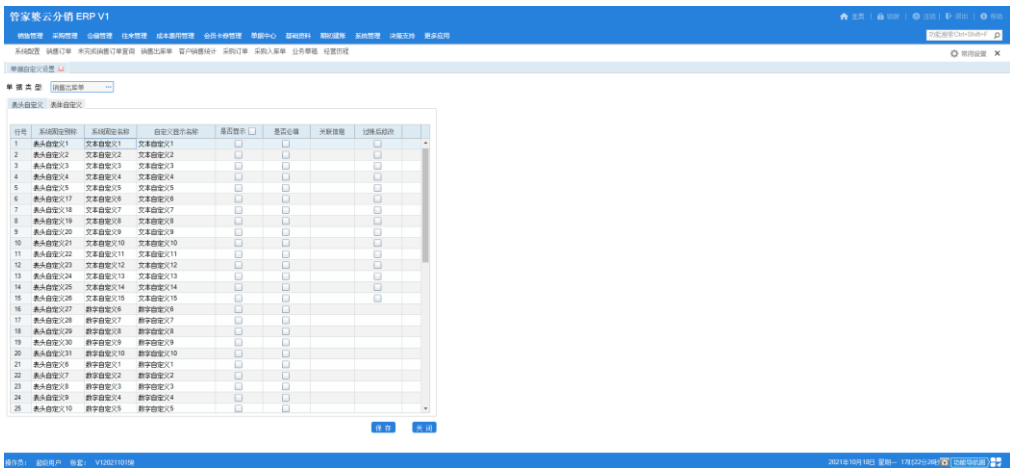 管家婆云分销 ERP V1
主页 | 锁屏 | 注销 | 退出 | 帮助
销售管理 采购管理 仓储管理 往来管理 成本费用管理 会员卡券管理 单据中心 基础资料 期初建账 系统管理 决策支持 更多应用
功能搜索Ctrl+Shift+F
系统配置 销售订单 未完成销售订单查询 销售出库单 客户销售统计 采购订单 采购入库单 业务草稿 经营历程
常用设置
单据自定义设置
单据类型 销售出库单 ...
表头自定义 表体自定义
行号 系统固定别称 系统固定名称 自定义显示名称 是否显示 是否必填 关联信息 过账后修改
1 表头自定义1 文本自定义1 文本自定义1
2 表头自定义2 文本自定义2 文本自定义2
3 表头自定义3 文本自定义3 文本自定义3
4 表头自定义4 文本自定义4 文本自定义4
5 表头自定义5 文本自定义5 文本自定义5
6 表头自定义17 文本自定义6 文本自定义6
7 表头自定义18 文本自定义7 文本自定义7
8 表头自定义19 文本自定义8 文本自定义8
9 表头自定义20 文本自定义9 文本自定义9
10 表头自定义21 文本自定义10 文本自定义10
11 表头自定义22 文本自定义11 文本自定义11
12 表头自定义23 文本自定义12 文本自定义12
13 表头自定义24 文本自定义13 文本自定义13
14 表头自定义25 文本自定义14 文本自定义14
15 表头自定义26 文本自定义15 文本自定义15
16 表头自定义27 数字自定义6 数字自定义6
17 表头自定义28 数字自定义7 数字自定义7
18 表头自定义29 数字自定义8 数字自定义8
19 表头自定义30 数字自定义9 数字自定义9
20 表头自定义31 数字自定义10 数字自定义10
21 表头自定义6 数字自定义1 数字自定义1
22 表头自定义7 数字自定义2 数字自定义2
23 表头自定义8 数字自定义3 数字自定义3
24 表头自定义9 数字自定义4 数字自定义4
25 表头自定义10 数字自定义5 数字自定义5
保存 关闭
操作员: 超级用户 帐套: V1202110158
2021年10月18日 星期一 17时22分26秒 功能导航图